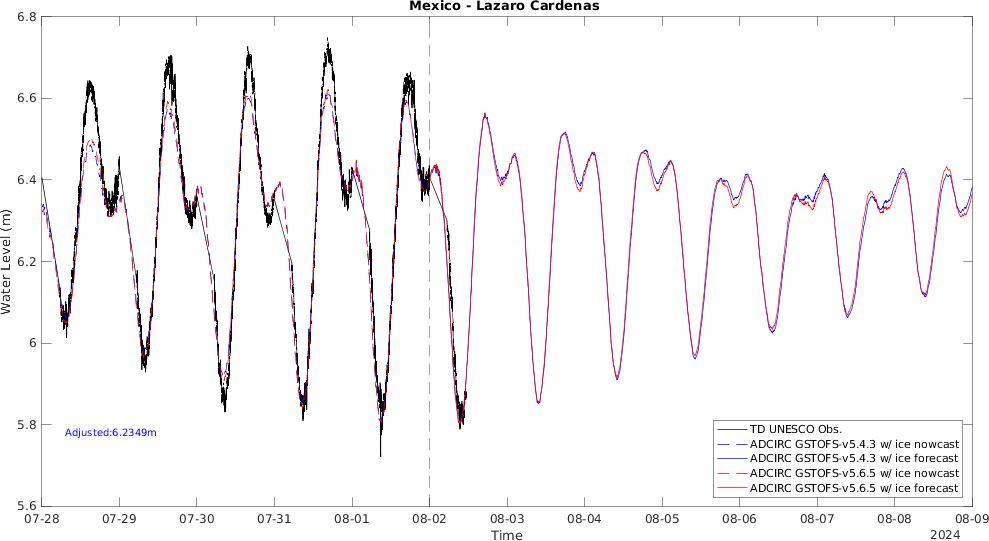 Mexico - Lazaro Cardenas
Water Level (m)
6.8
6.6
6.4
6.2
6
5.8
5.6
Adjusted:6.2349m
TD UNESCO Obs.
ADCIRC GSTOFS-v5.4.3 w/ ice nowcast
ADCIRC GSTOFS-v5.4.3 w/ ice forecast
ADCIRC GSTOFS-v5.6.5 w/ ice nowcast
ADCIRC GSTOFS-v5.6.5 w/ ice forecast
07-28 07-29 07-30 07-31 08-01 08-02 08-03 08-04 08-05 08-06 08-07 08-08 08-09
Time
2024